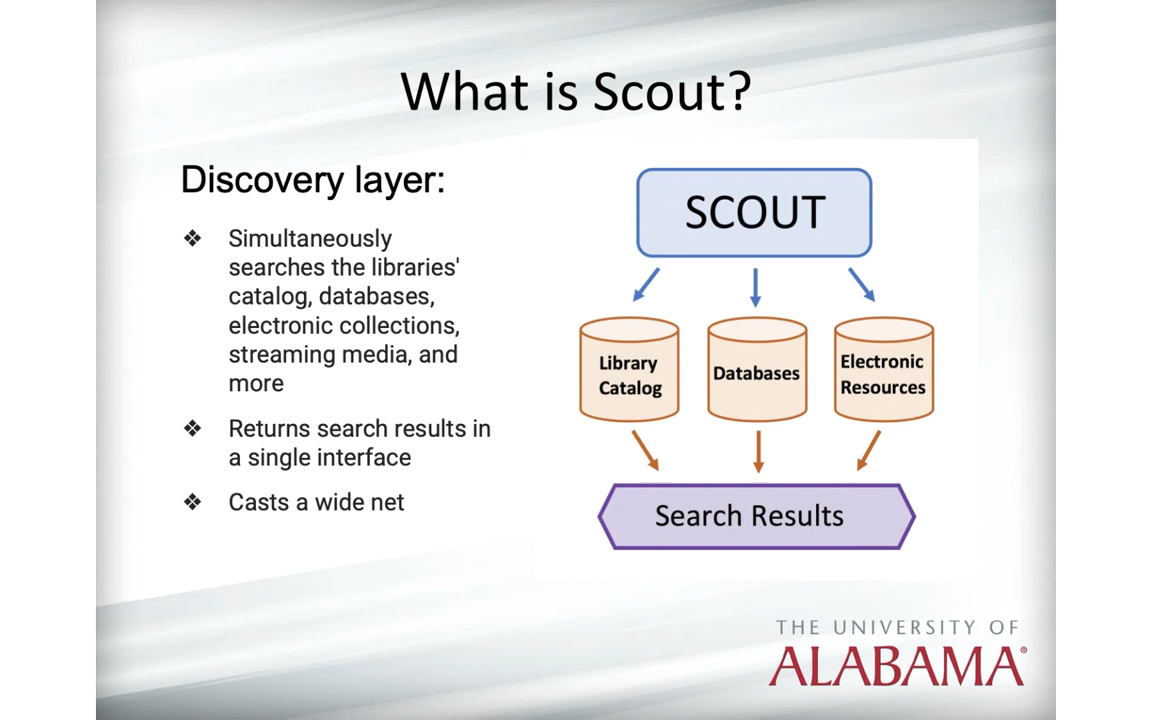 What is Scout?
Discovery layer:
❖ Simultaneously
searches the libraries'
catalog, databases,
electronic collections,
streaming media, and
more
❖ Returns search results in
a single interface
❖ Casts a wide net
SCOUT
Library
Catalog
Databases
Electronic
Resources
Search Results
THE UNIVERSITY OF
ALABAMA®